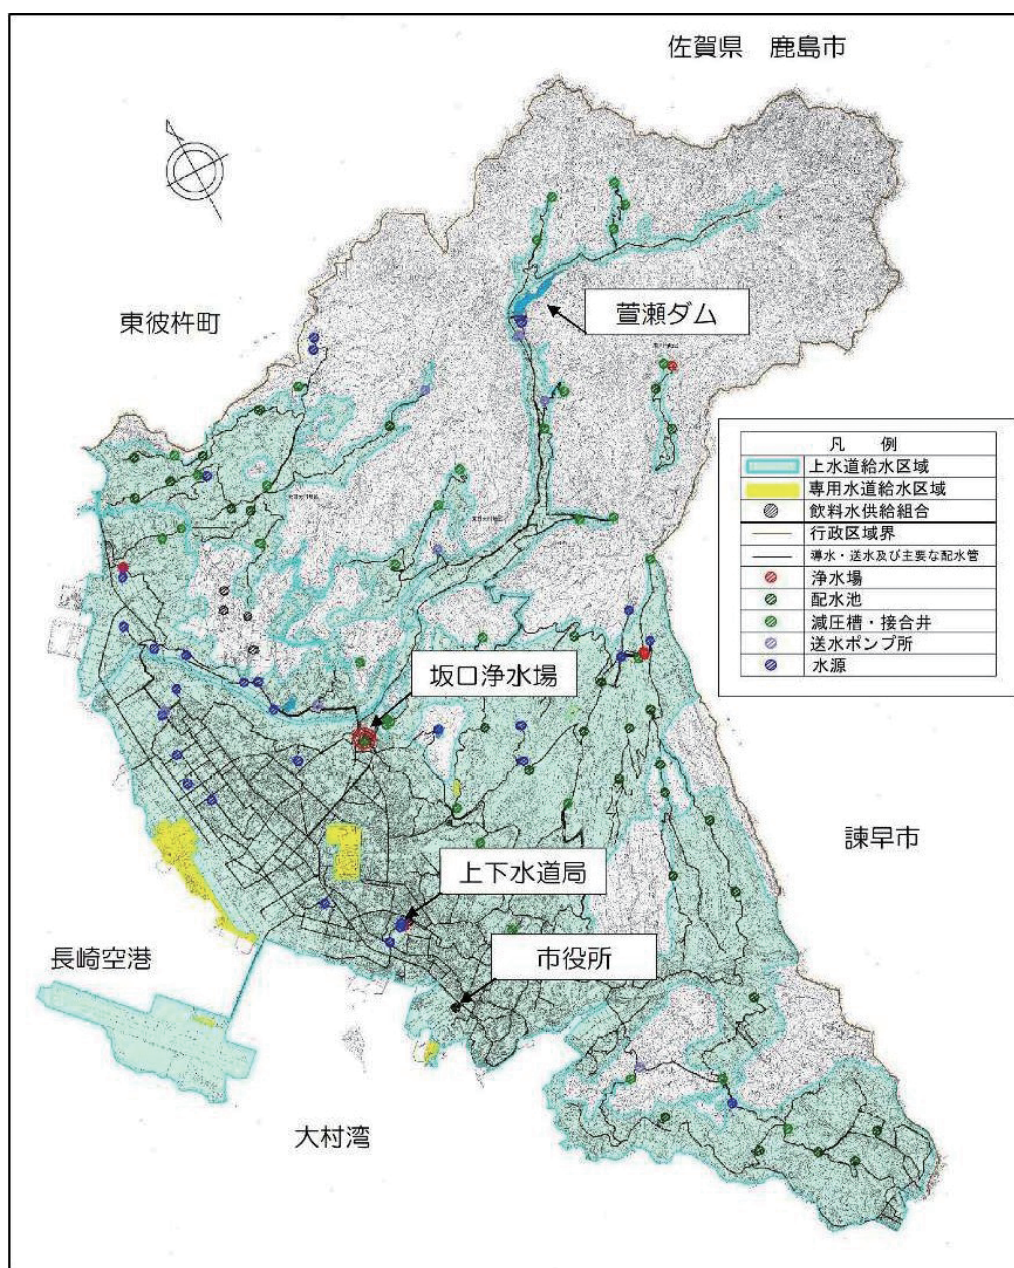 佐賀県 鹿島市
東彼杵町
萱瀬ダム
凡 例
上水道給水区域
専用水道給水区域
飲料水供給組合
行政区域界
導水・送水及び主要な配水管
浄水場
配水池
減圧槽・接合井
送水ポンプ所
水源
坂口浄水場
諫早市
上下水道局
長崎空港
市役所
大村湾